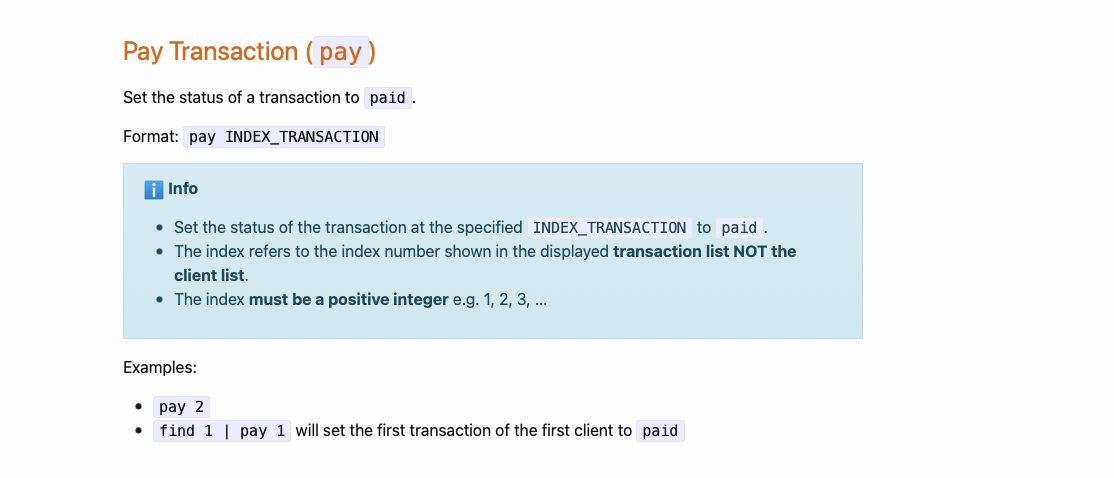 Pay Transaction (pay)
Set the status of a transaction to paid.
Format: pay INDEX_TRANSACTION
ℹ️ Info
• Set the status of the transaction at the specified INDEX_TRANSACTION to paid.
• The index refers to the index number shown in the displayed transaction list NOT the
client list.
• The index must be a positive integer e.g. 1, 2, 3, ...
Examples:
• pay 2
• find 1 | pay 1 will set the first transaction of the first client to paid